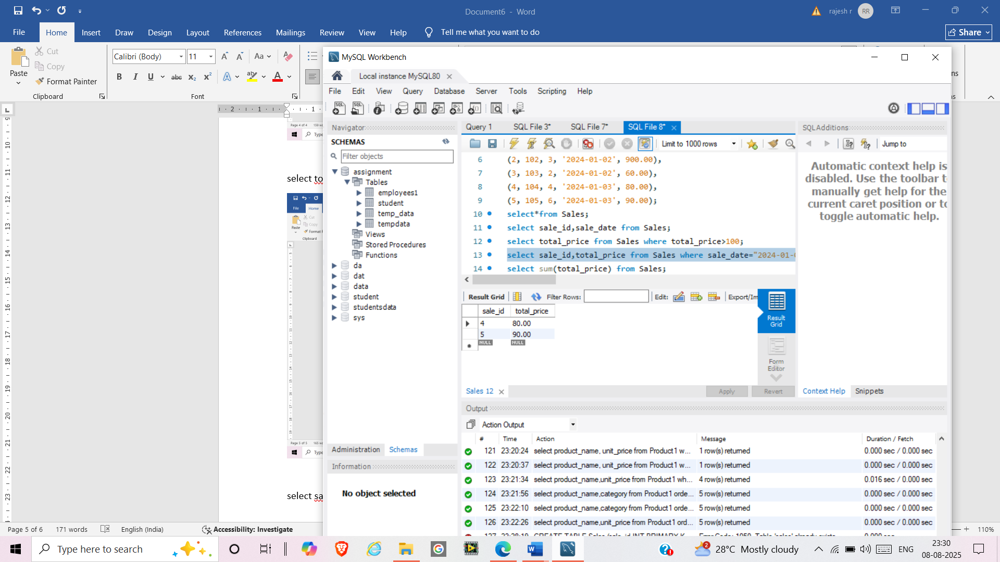 Document6 - Word
rajesh r
RR
File Home Insert Draw Design Layout References Mailings Review View Help Tell me what you want to do
Share
Paste
Cut
Copy
Format Painter
Clipboard
Calibri (Body) 11
Font
MySQL Workbench
Local instance MySQL80
File Edit View Query Database Server Tools Scripting Help
Navigator
SCHEMAS
Filter objects
assignment
Tables
employees1
student
temp_data
tempdata
Views
Stored Procedures
Functions
da
dat
data
student
studentsdata
sys
Administration Schemas
Information
No object selected
Query 1 SQL File 3* SQL File 7* SQL File 8*
Limit to 1000 rows
6 (2, 102, 3, '2024-01-02', 900.00),
7 (3, 103, 2, '2024-01-02', 60.00),
8 (4, 104, 4, '2024-01-03', 80.00),
9 (5, 105, 6, '2024-01-03', 90.00);
10 select*from Sales;
11 select sale_id,sale_date from Sales;
12 select total_price from Sales where total_price>100;
13 select sale_id,total_price from Sales where sale_date="2024-01-
14 select sum(total_price) from Sales;
Result Grid Filter Rows: Edit: Export/Im
sale_id total_price
4 80.00
5 90.00
NULL NULL
Result Grid
Form Editor
Sales 12
Apply Revert
SQLAdditions
Jump to
Automatic context help is
disabled. Use the toolbar t
manually get help for the
current caret position or to
toggle automatic help.
Context Help Snippets
Output
Action Output
# Time Action Message Duration / Fetch
121 23:20:24 select product_name, unit_price from Product1 w... 1 row(s) returned 0.000 sec / 0.000 sec
122 23:20:37 select product_name, unit_price from Product1 w... 1 row(s) returned 0.000 sec / 0.000 sec
123 23:21:34 select product_name,unit_price from Product1 wh... 4 row(s) returned 0.016 sec / 0.000 sec
124 23:21:56 select product_name,category from Product1 orde... 5 row(s) returned 0.000 sec / 0.000 sec
125 23:22:10 select product_name,category from Product1 orde... 5 row(s) returned 0.000 sec / 0.000 sec
126 23:22:26 select product_name,unit_price from Product1 ord... 5 row(s) returned 0.000 sec / 0.000 sec
select to
select sa
Page 5 of 6 171 words English (India) Accessibility: Investigate
110%
Type here to search
28°C Mostly cloudy
ENG
23:30
08-08-2025